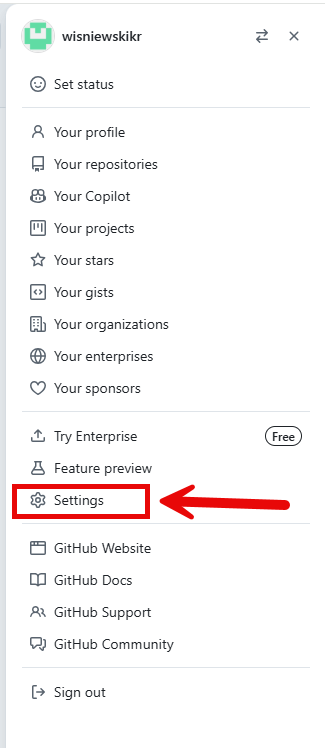 wisniewskikr
Set status
Your profile
Your repositories
Your Copilot
Your projects
Your stars
Your gists
Your organizations
Your enterprises
Your sponsors
Try Enterprise Free
Feature preview
Settings
GitHub Website
GitHub Docs
GitHub Support
GitHub Community
Sign out